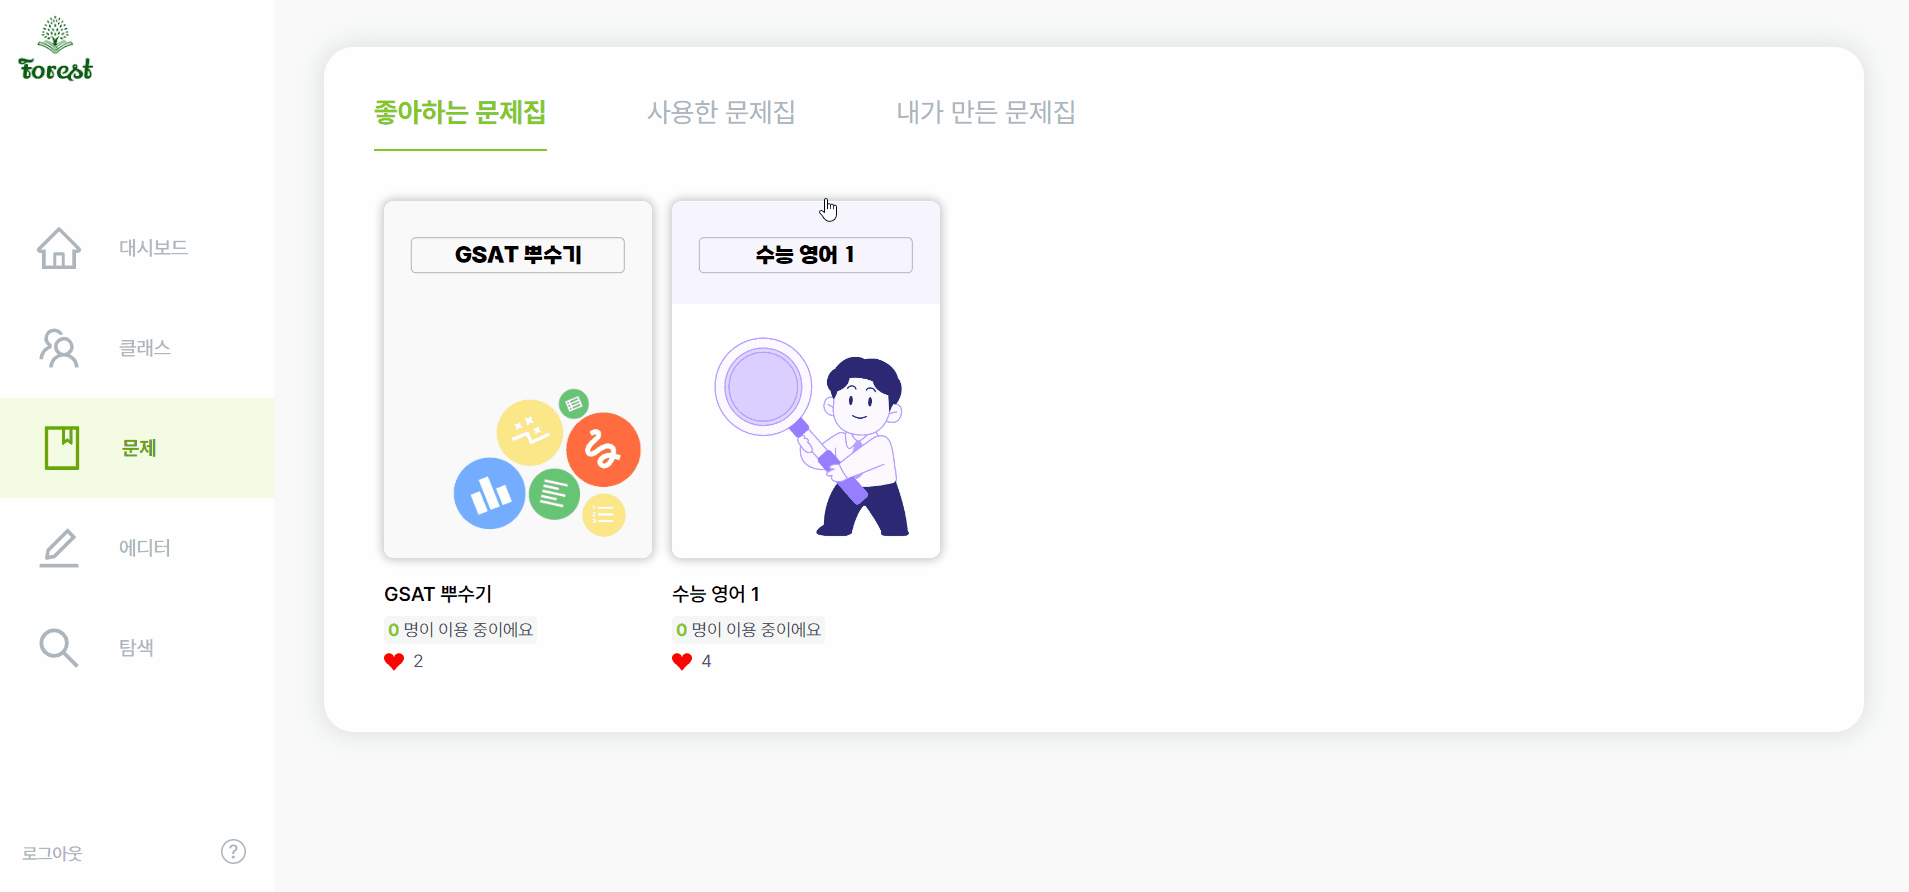 Forest
대시보드
클래스
문제
에디터
탐색
로그아웃
?
좋아하는 문제집
사용한 문제집
내가 만든 문제집
GSAT 뿌수기
수능 영어 1
GSAT 뿌수기
0 명이 이용 중이에요
2
수능 영어 1
0 명이 이용 중이에요
4